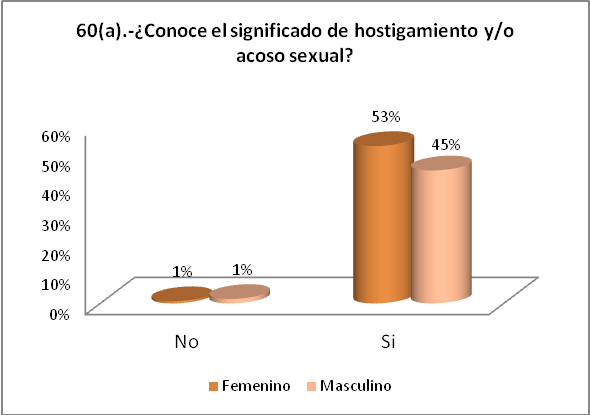 60(a).-¿Conoce el significado de hostigamiento y/o
acoso sexual?
53%
45%
60%
50%
40%
30%
20%
10%
0%
1%
1%
No
Si
Femenino
Masculino